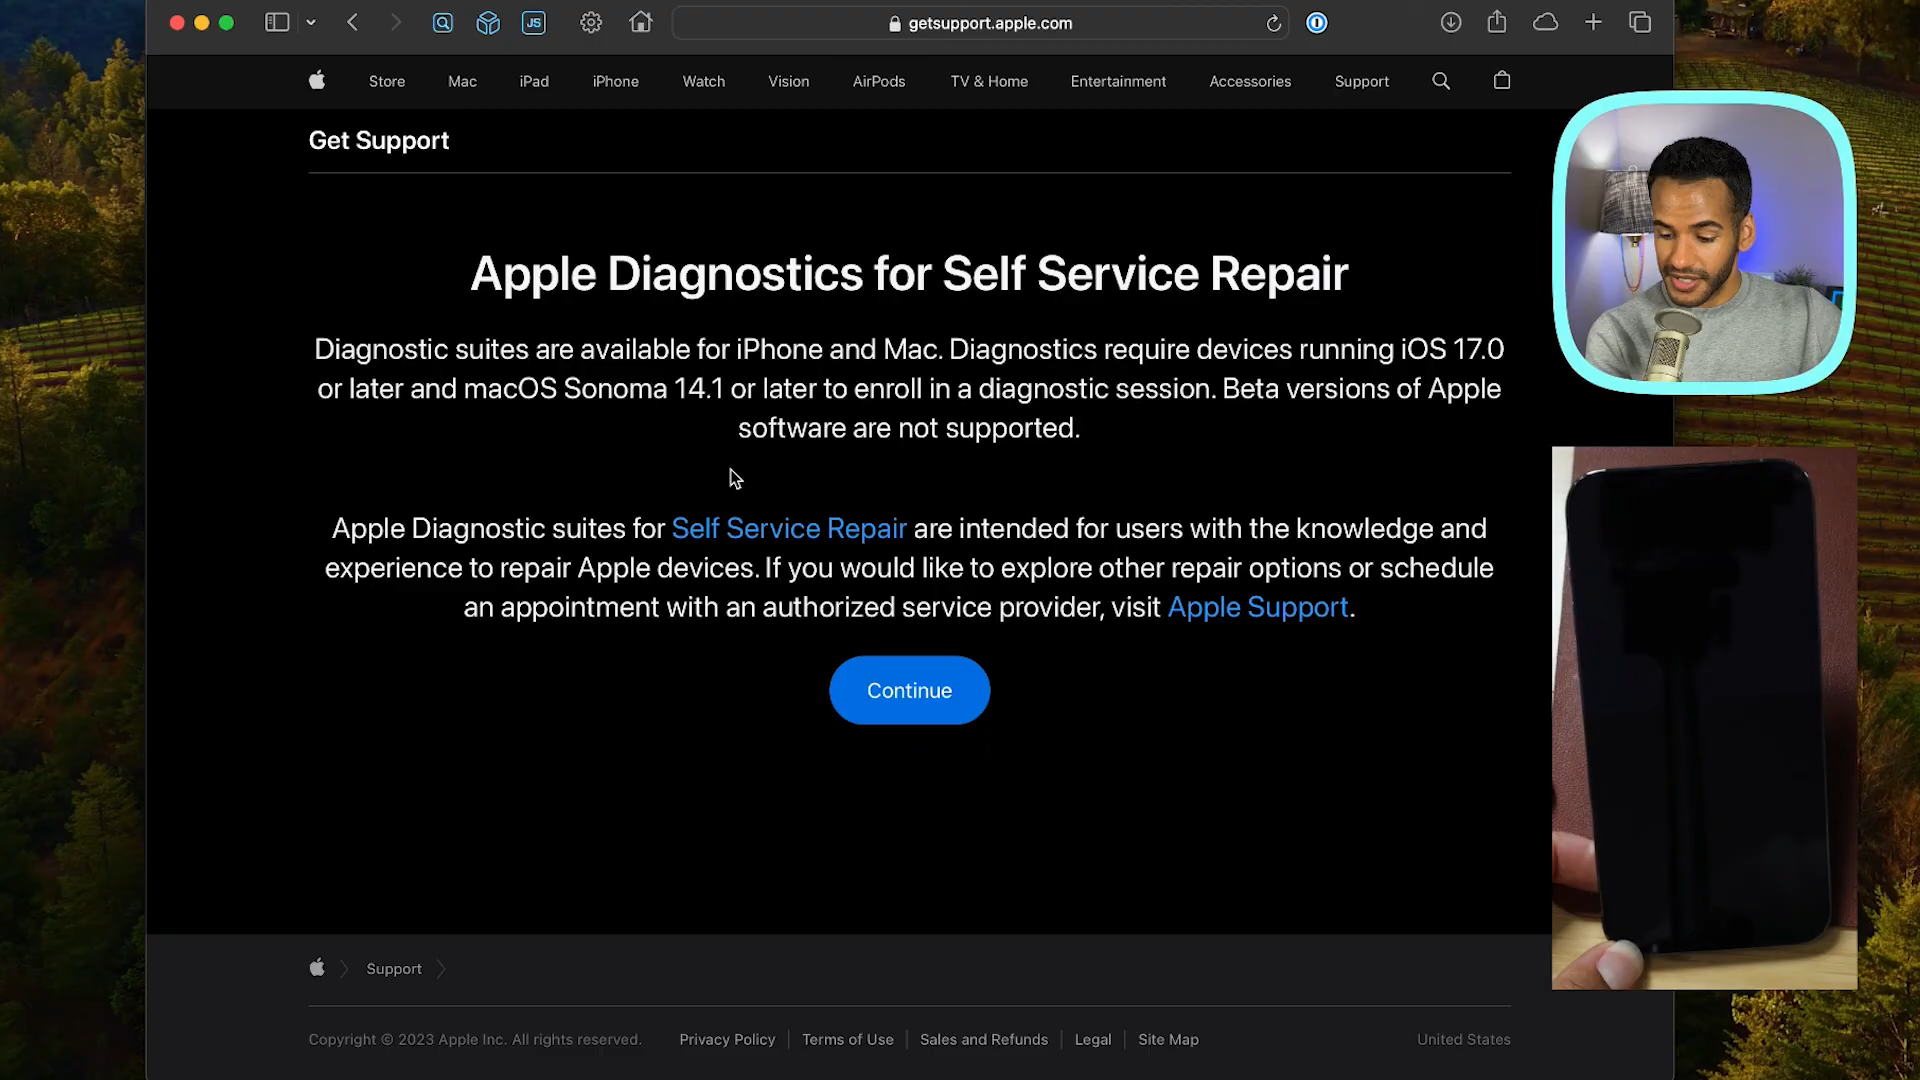 JS
getsupport.apple.com
Store Mac iPad iPhone Watch Vision AirPods TV & Home Entertainment Accessories Support
Get Support
Apple Diagnostics for Self Service Repair
Diagnostic suites are available for iPhone and Mac. Diagnostics require devices running iOS 17.0
or later and macOS Sonoma 14.1 or later to enroll in a diagnostic session. Beta versions of Apple
software are not supported.
Apple Diagnostic suites for Self Service Repair are intended for users with the knowledge and
experience to repair Apple devices. If you would like to explore other repair options or schedule
an appointment with an authorized service provider, visit Apple Support.
Continue
Support
Copyright © 2023 Apple Inc. All rights reserved. Privacy Policy Terms of Use Sales and Refunds Legal Site Map United States